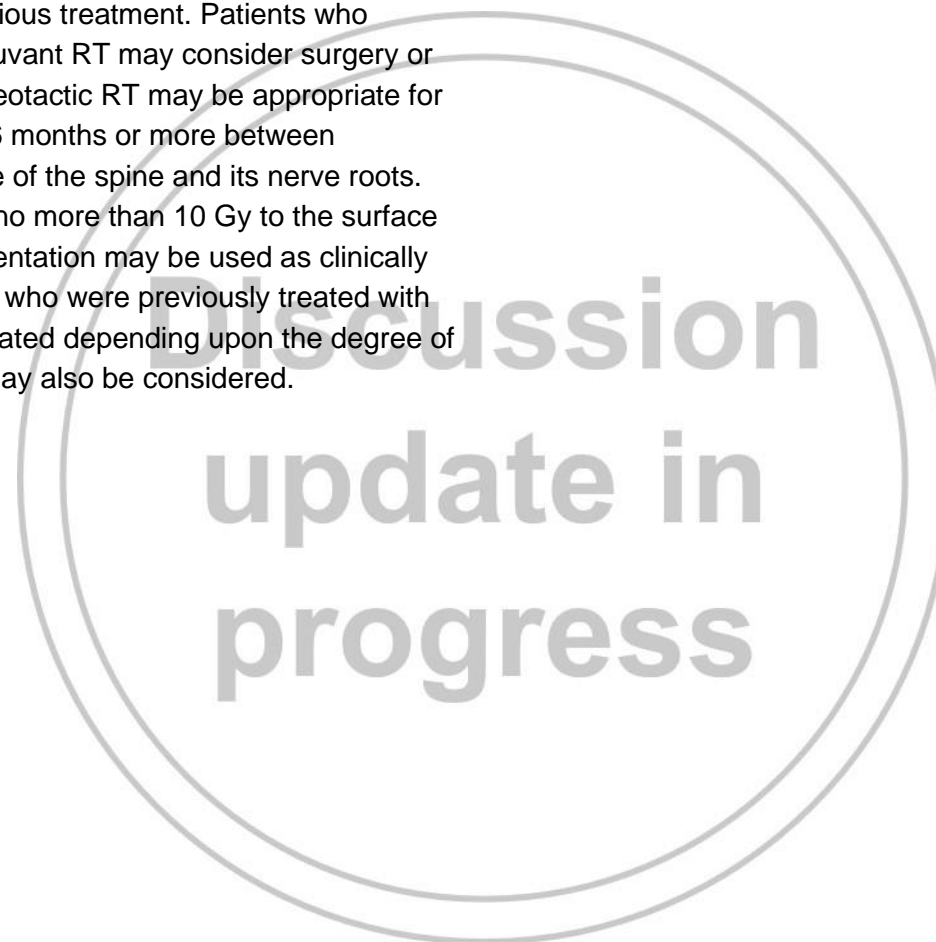 ious treatment. Patients who
uvant RT may consider surgery or
eotactic RT may be appropriate for
6 months or more between
e of the spine and its nerve roots.
no more than 10 Gy to the surface
entation may be used as clinically
who were previously treated with
ated depending upon the degree of
ay also be considered.
Discussion
update in
progress